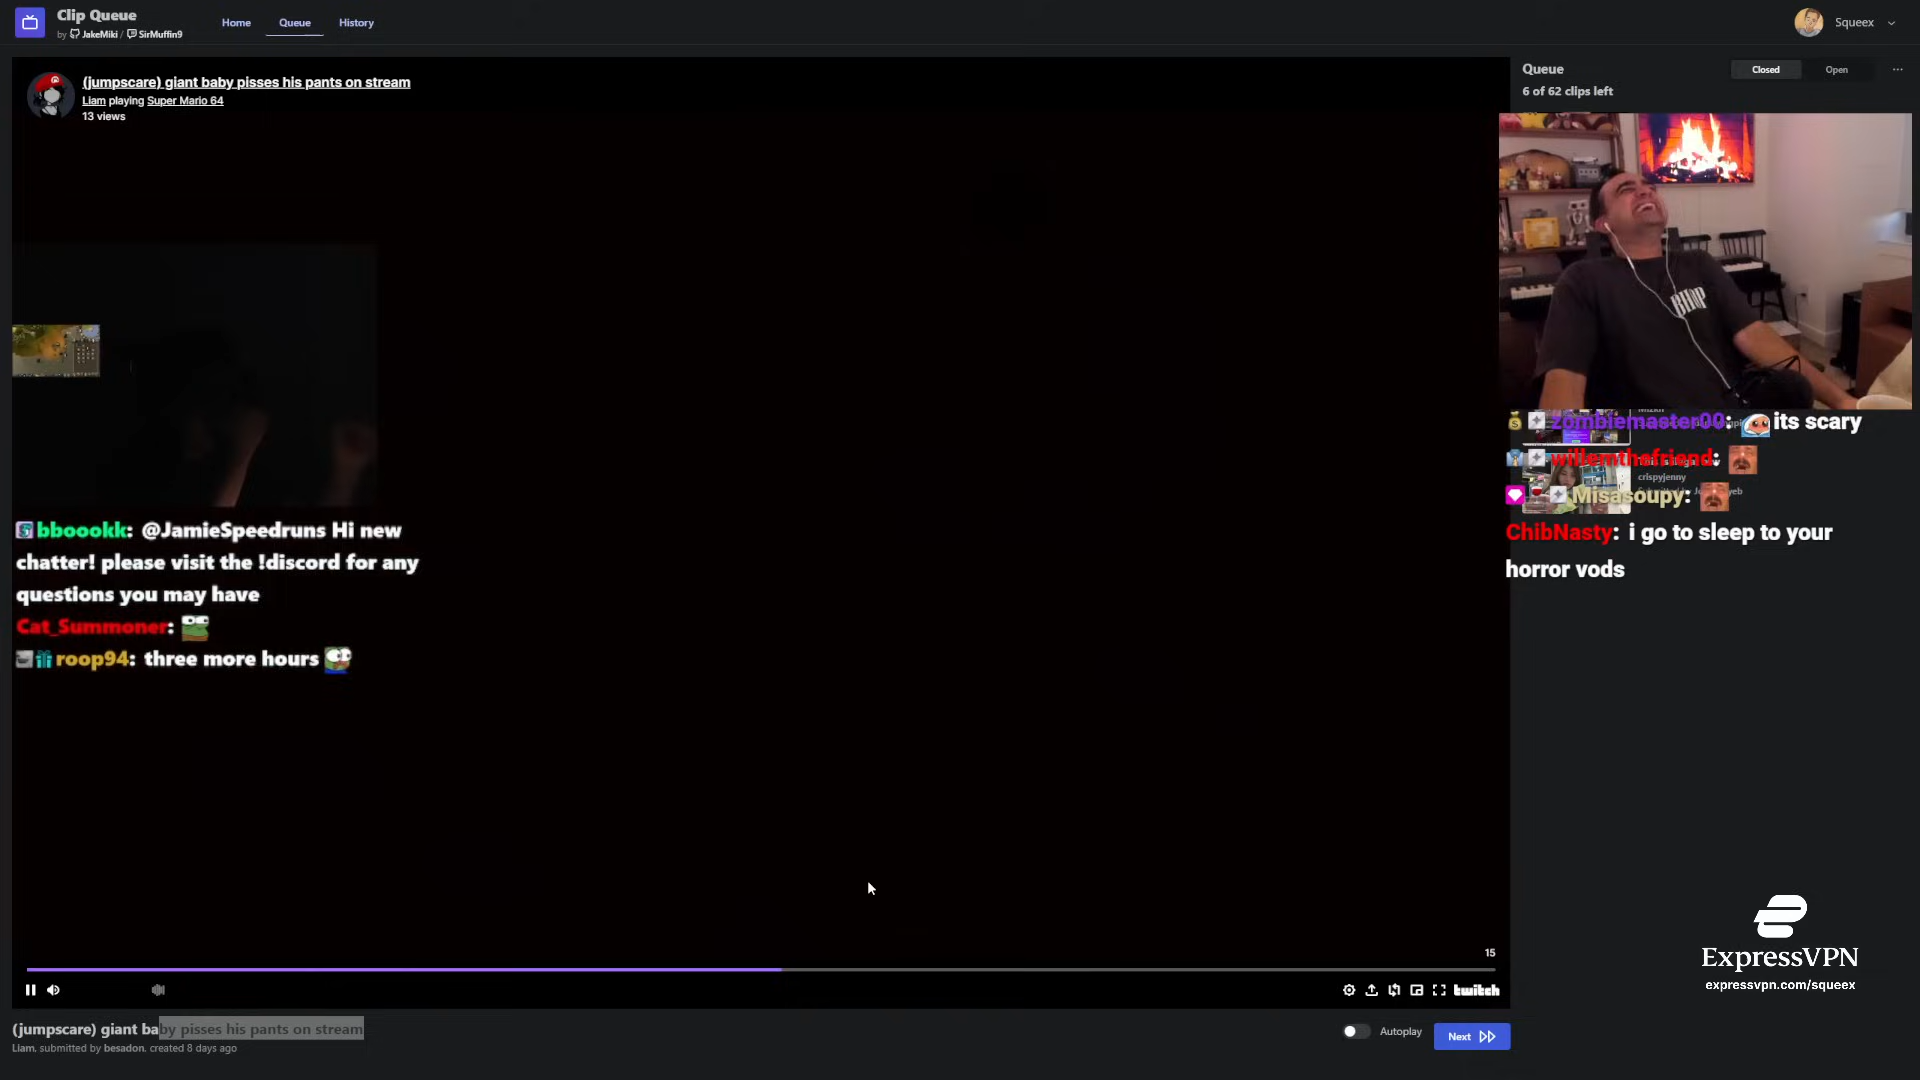 Clip Queue
by JakeMiki / SirMuffin9
Home
Queue
History
Squeex
(jumpscare) giant baby pisses his pants on stream
Liam playing Super Mario 64
13 views
Queue
Closed
Open
6 of 62 clips left
zombiemaster00: its scary
willemthefriend:
crispyjenny
Misasoupy:
ChibNasty: i go to sleep to your
horror vods
bboookk: @JamieSpeedruns Hi new
chatter! please visit the !discord for any
questions you may have
Cat_Summoner:
roop94: three more hours
15
twitch
ExpressVPN
expressvpn.com/squeex
(jumpscare) giant baby pisses his pants on stream
Liam, submitted by besadon, created 8 days ago
Autoplay
Next